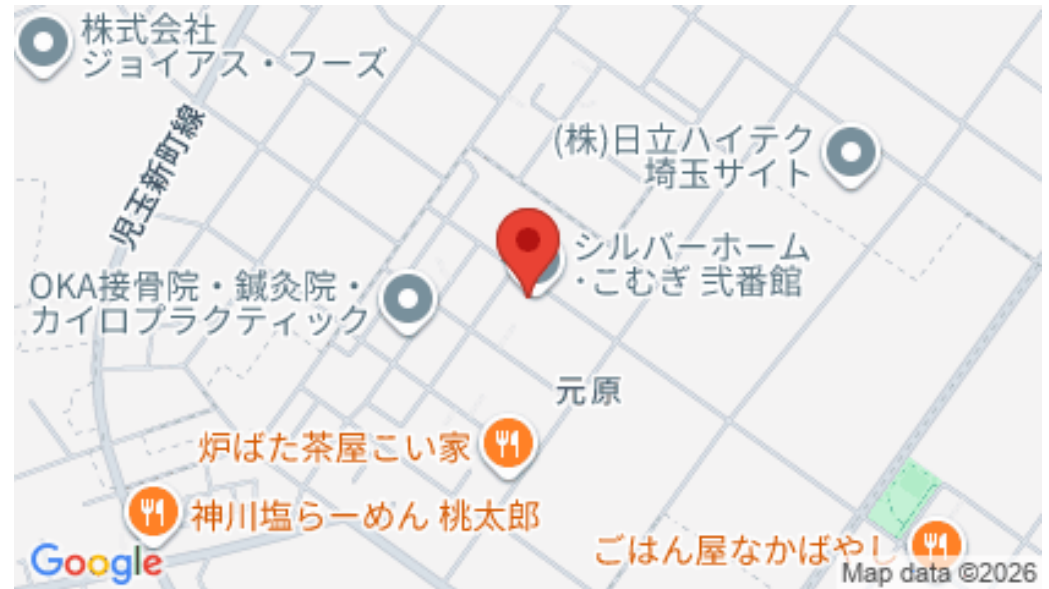 株式会社
ジョイアス・フーズ
児玉新町線
(株)日立ハイテク
埼玉サイト
シルバーホーム
・こむぎ 弐番館
OKA接骨院・鍼灸院・
カイロプラクティック
元原
炉ばた茶屋こい家
神川塩らーめん 桃太郎
ごはん屋なかばやし
Google
Map data ©2026